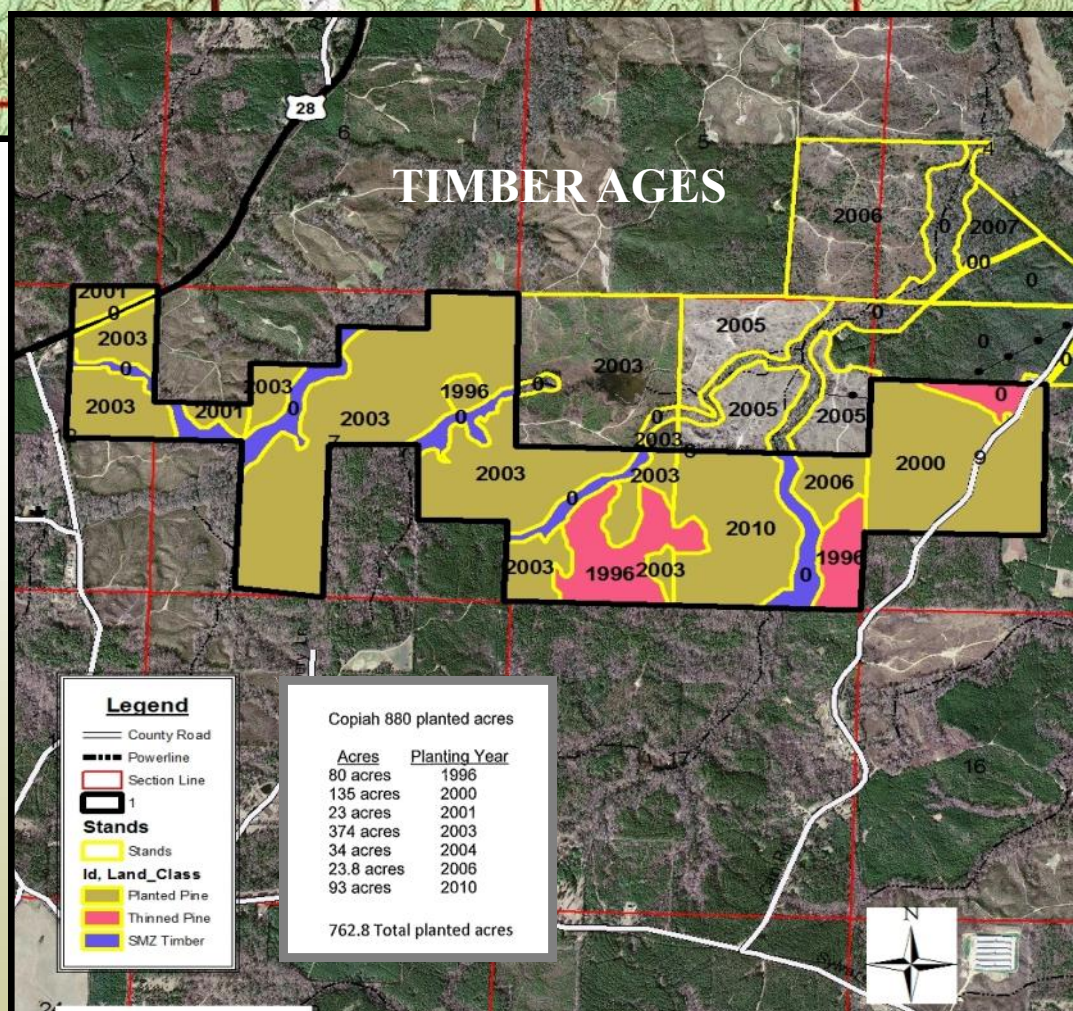 28
6
5
4
TIMBER AGES
2006
0
2007
00
0
2001
0
2003
0
2003
2001
2003
0
2003
1996
0
0
2003
2005
0
0
2005
2005
0
0
2003
7
8
2003
2003
0
2003
1996
2003
2010
2006
0
1996
2000
9
0
16
Legend
County Road
Powerline
Section Line
1
Stands
Stands
Id, Land_Class
Planted Pine
Thinned Pine
SMZ Timber
Copiah 880 planted acres
Acres Planting Year
80 acres 1996
135 acres 2000
23 acres 2001
374 acres 2003
34 acres 2004
23.8 acres 2006
93 acres 2010
762.8 Total planted acres
N